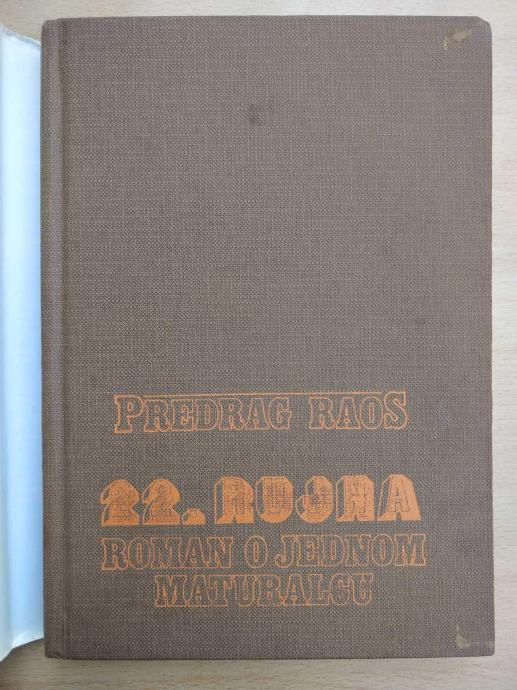 PREDRAG RAOS
22. RUJNA
ROMAN O JEDNOM
MATURALCU